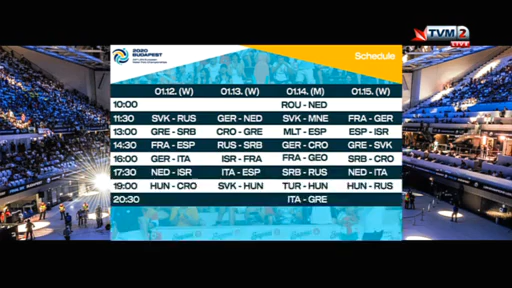 TVM2
LIVE
2020
BUDAPEST
Schedule
01.12. (W) 01.13. (W) 01.14. (M) 01.15. (W)
10:00 ROU - NED
11:30 SVK - RUS GER - NED SVK - MNE FRA - GER
13:00 GRE - SRB CRO - GRE MLT - ESP ESP - ISR
14:30 FRA - ESP RUS - SRB GER - CRO GRE - SVK
16:00 GER - ITA ISR - FRA FRA - GEO SRB - CRO
17:30 NED - ISR ITA - ESP SRB - RUS NED - ITA
19:00 HUN - CRO SVK - HUN TUR - HUN HUN - RUS
20:30 ITA - GRE